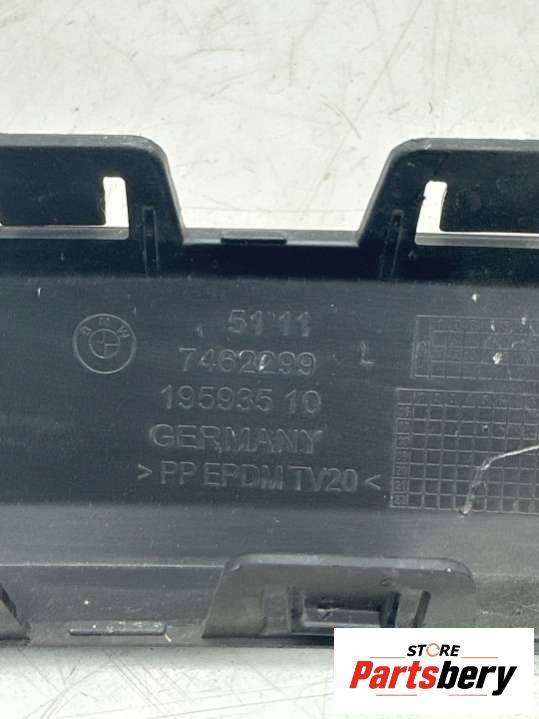 BMW
51 11
7462299 L
195935 10
GERMANY
> PP EPDM TV20 <
STORE
Partsbery